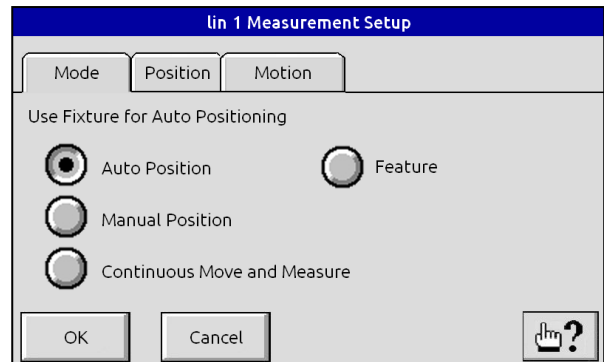 lin 1 Measurement Setup
Mode Position Motion
Use Fixture for Auto Positioning
Auto Position Feature
Manual Position
Continuous Move and Measure
OK Cancel ?